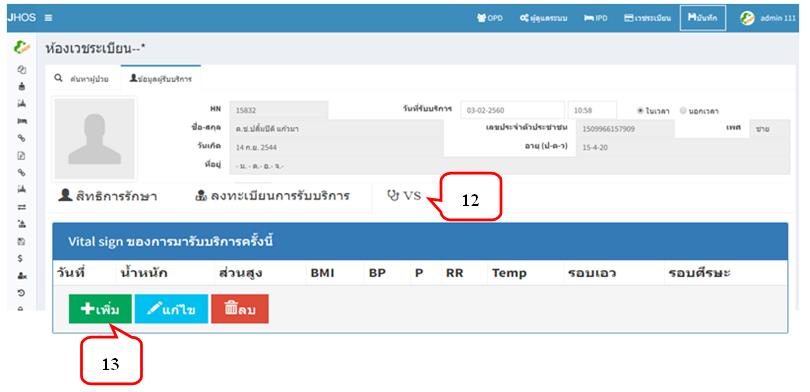 JHOS OPD ผู้ดูแลระบบ IPD เวชระเบียน บันทึก admin 111
ห้องเวชระเบียน--*
ค้นหาผู้ป่วย ข้อมูลผู้รับบริการ
HN 15832 วันที่รับบริการ 03-02-2560 10:58 ในเวลา นอกเวลา
ชื่อ-สกุล ด.ช.ปลื้มปีติ แก้วมา เลขประจำตัวประชาชน 1509966157909 เพศ ชาย
วันเกิด 14 ก.ย. 2544 อายุ (ป-ด-ว) 15-4-20
ที่อยู่ - ม.- ต.- อ.- จ.-
สิทธิการรักษา ลงทะเบียนการรับบริการ VS 12
Vital sign ของการมารับบริการครั้งนี้
วันที่ น้ำหนัก ส่วนสูง BMI BP P RR Temp รอบเอว รอบศีรษะ
เพิ่ม แก้ไข ลบ
13